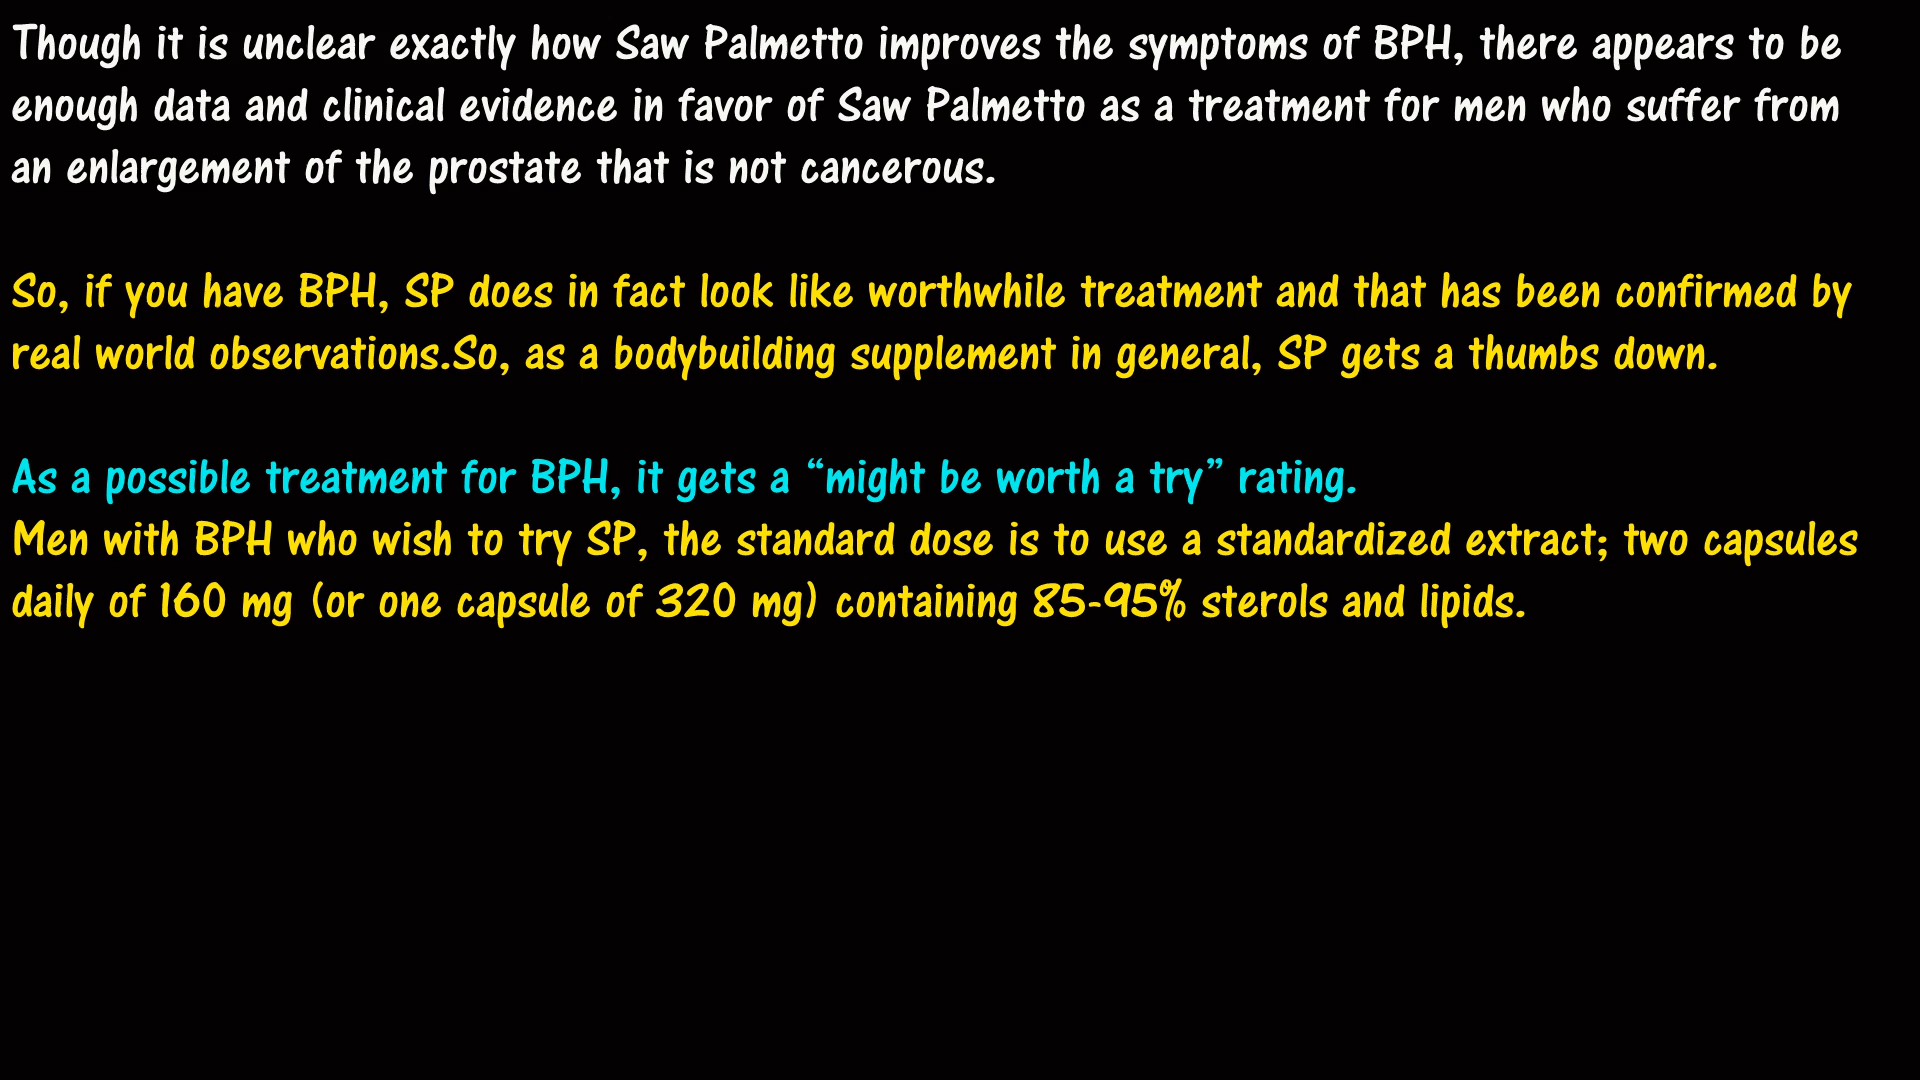 Though it is unclear exactly how Saw Palmetto improves the symptoms of BPH, there appears to be
enough data and clinical evidence in favor of Saw Palmetto as a treatment for men who suffer from
an enlargement of the prostate that is not cancerous.
So, if you have BPH, SP does in fact look like worthwhile treatment and that has been confirmed by
real world observations.So, as a bodybuilding supplement in general, SP gets a thumbs down.
As a possible treatment for BPH, it gets a “might be worth a try” rating.
Men with BPH who wish to try SP, the standard dose is to use a standardized extract; two capsules
daily of 160 mg (or one capsule of 320 mg) containing 85-95% sterols and lipids.